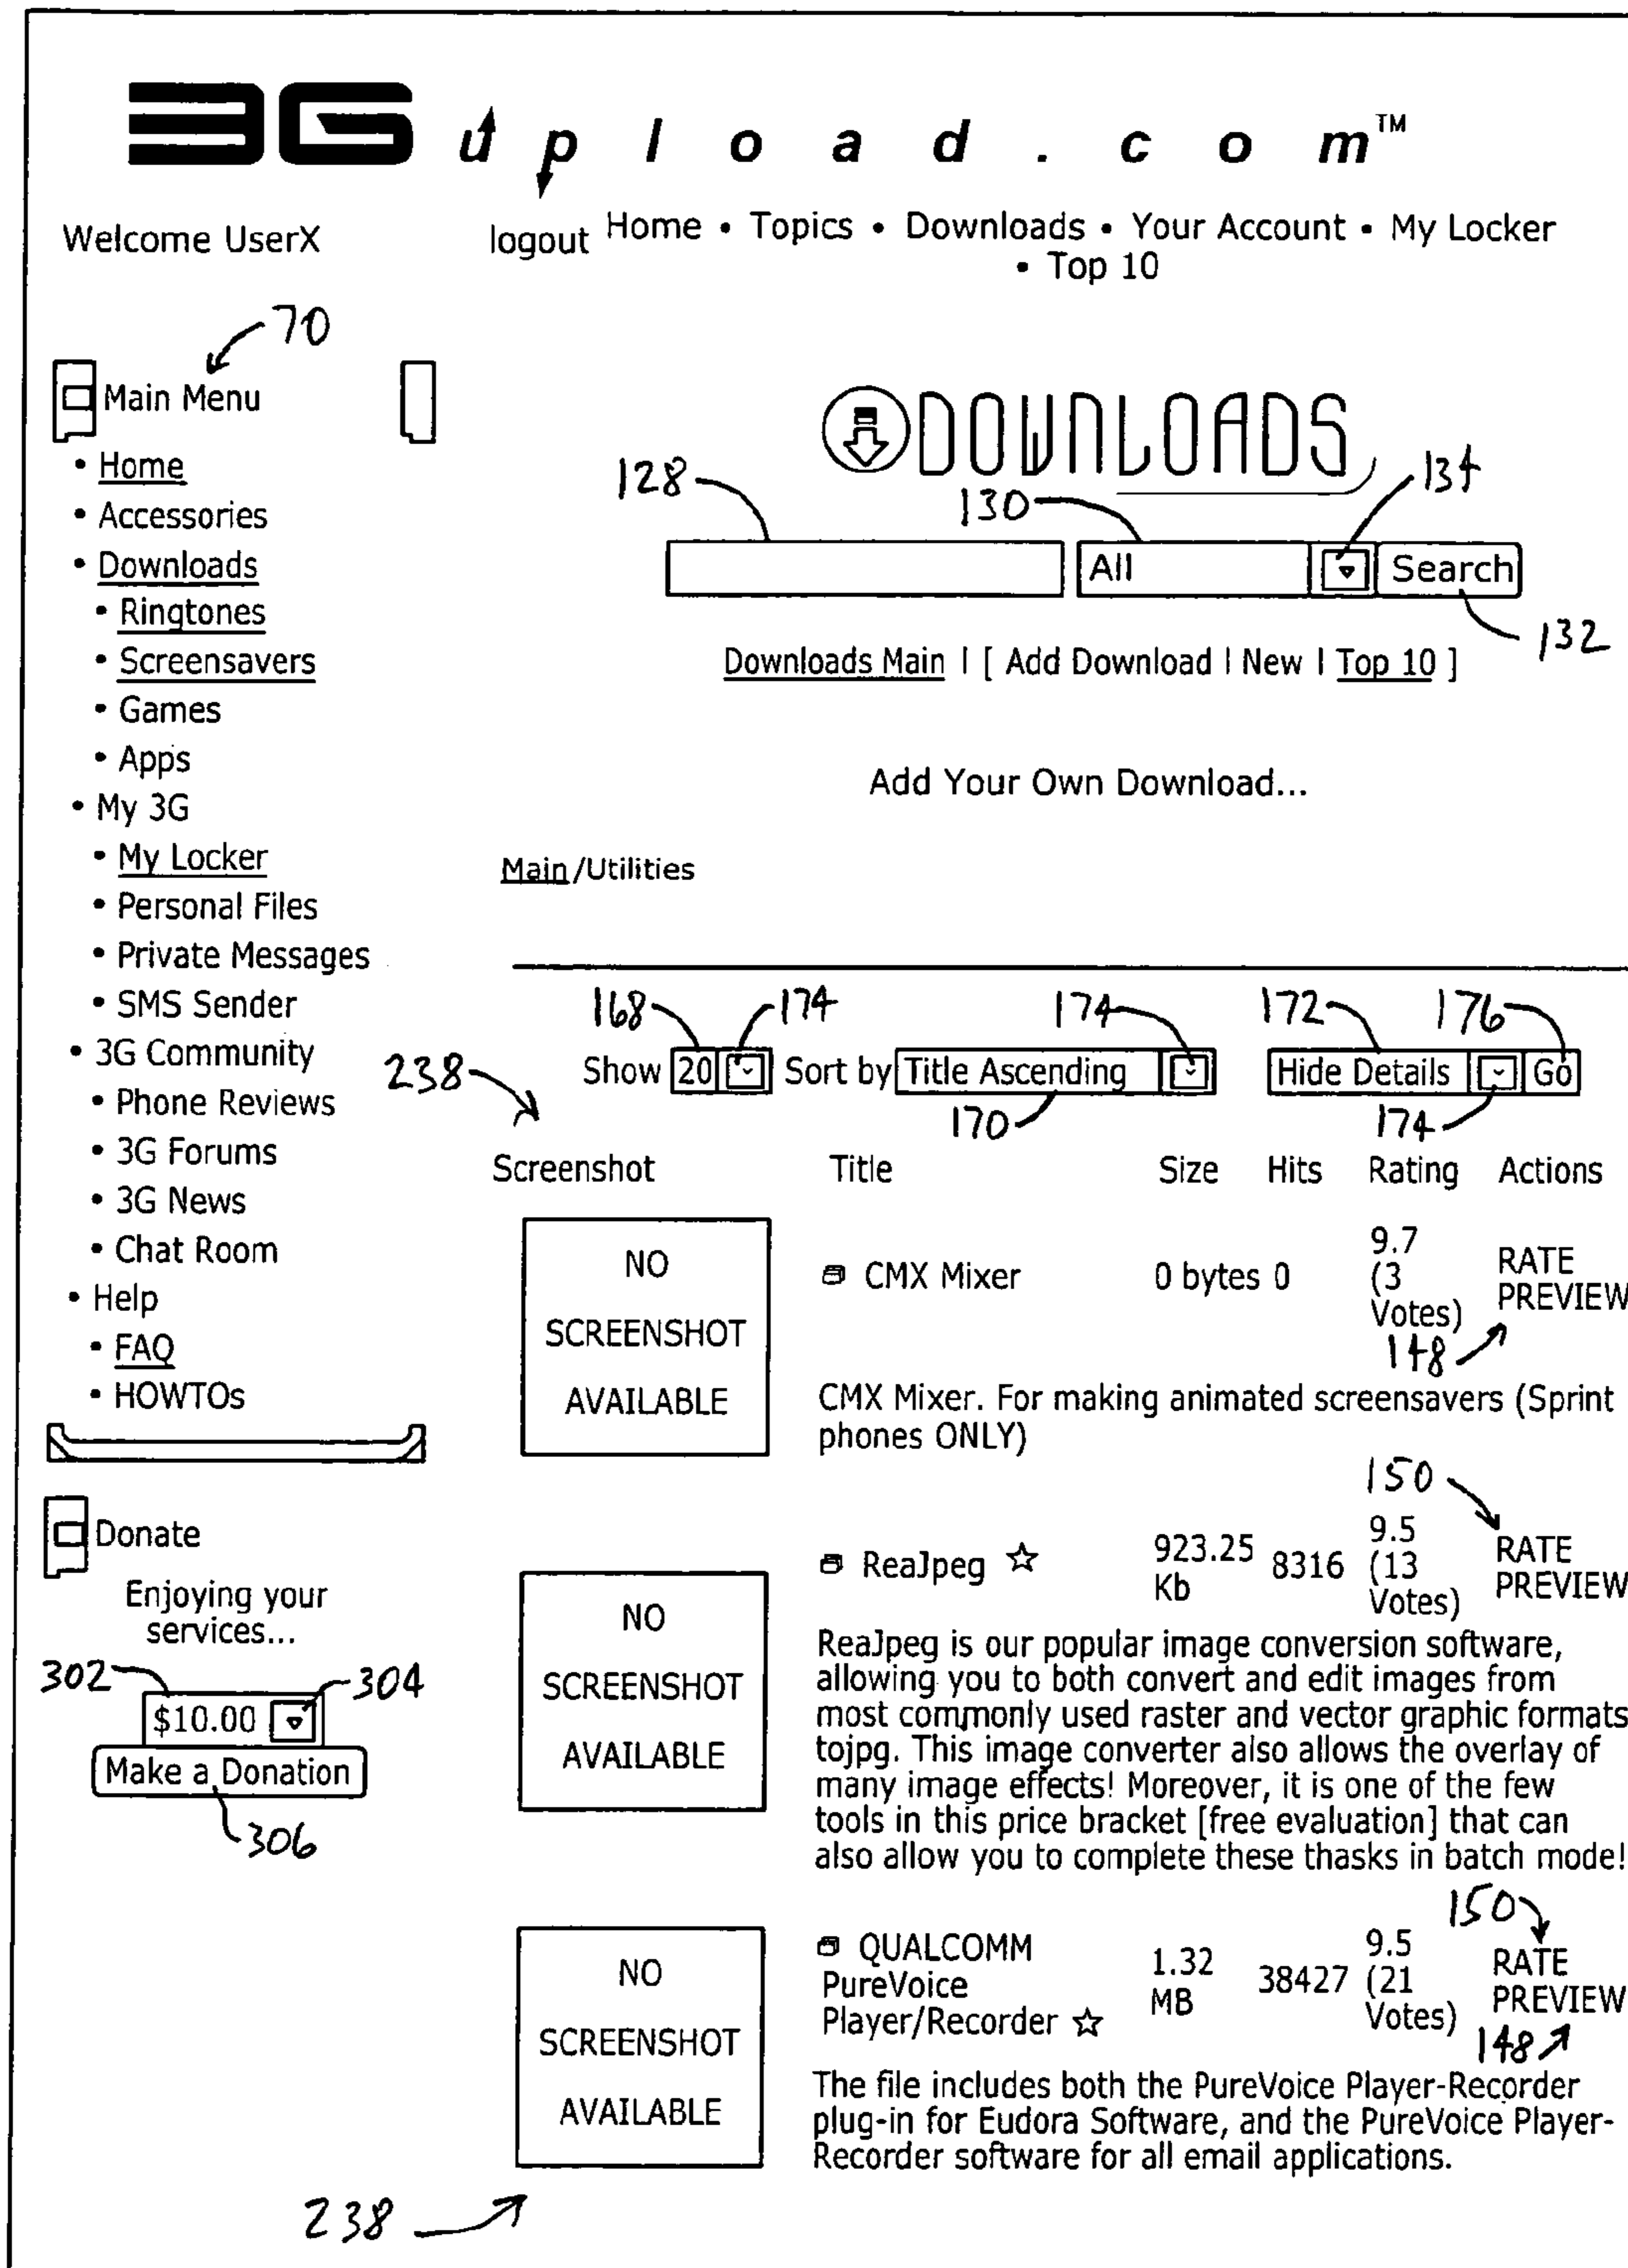 3G upload.com™
Welcome UserX
logout Home • Topics • Downloads • Your Account • My Locker
• Top 10
70
Main Menu
• Home
• Accessories
• Downloads
• Ringtones
• Screensavers
• Games
• Apps
• My 3G
• My Locker
• Personal Files
• Private Messages
• SMS Sender
• 3G Community
• Phone Reviews
• 3G Forums
• 3G News
• Chat Room
• Help
• FAQ
• HOWTOs
Donate
Enjoying your
services...
302
304
$10.00
Make a Donation
306
DOWNLOADS
128
130
134
All
Search
132
Downloads Main | [ Add Download | New | Top 10 ]
Add Your Own Download...
Main/Utilities
168
174
174
172
176
238
Show 20 Sort by Title Ascending Hide Details Go
170
174
Screenshot Title Size Hits Rating Actions
NO
SCREENSHOT
AVAILABLE
CMX Mixer
0 bytes 0
9.7
(3
Votes)
RATE
PREVIEW
148
CMX Mixer. For making animated screensavers (Sprint
phones ONLY)
150
NO
SCREENSHOT
AVAILABLE
ReaJpeg ☆
923.25
Kb
8316
9.5
(13
Votes)
RATE
PREVIEW
ReaJpeg is our popular image conversion software,
allowing you to both convert and edit images from
most commonly used raster and vector graphic formats
tojpg. This image converter also allows the overlay of
many image effects! Moreover, it is one of the few
tools in this price bracket [free evaluation] that can
also allow you to complete these thasks in batch mode!
150
NO
SCREENSHOT
AVAILABLE
QUALCOMM
PureVoice
Player/Recorder ☆
1.32
MB
38427
9.5
(21
Votes)
RATE
PREVIEW
148
The file includes both the PureVoice Player-Recorder
plug-in for Eudora Software, and the PureVoice Player-
Recorder software for all email applications.
238